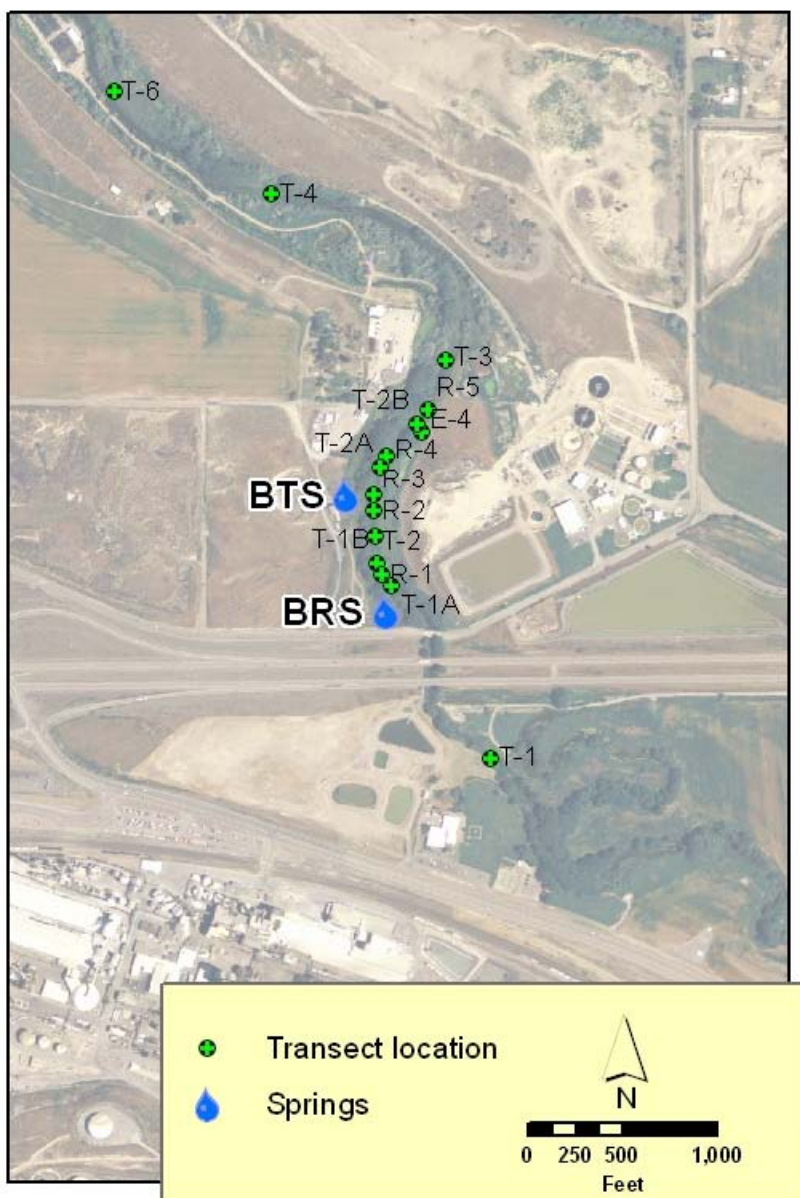 T-6
T-4
T-3
R-5
T-2B
E-4
T-2A
R-4
R-3
BTS
R-2
T-1B
T-2
R-1
T-1A
BRS
T-1
Transect location
Springs
N
0 250 500 1,000
Feet